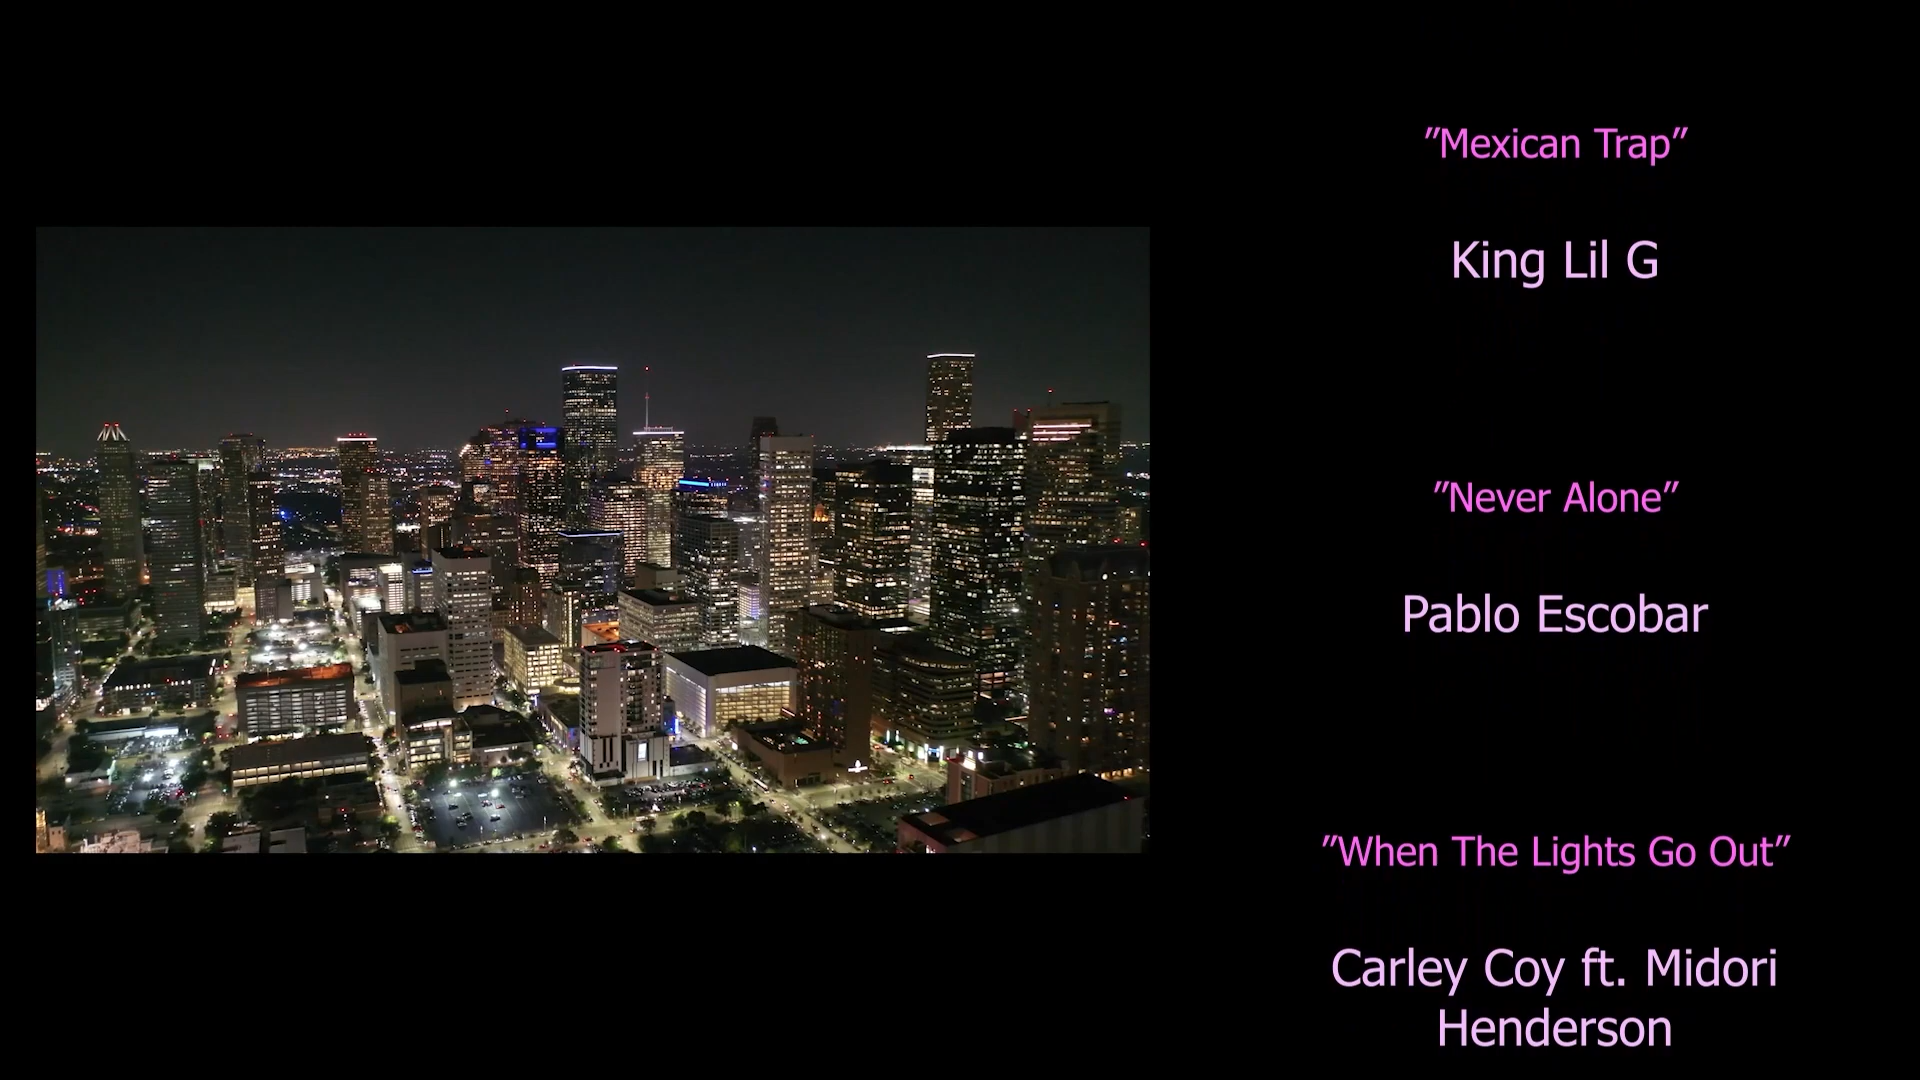 ”Mexican Trap”
King Lil G
”Never Alone”
Pablo Escobar
”When The Lights Go Out”
Carley Coy ft. Midori
Henderson